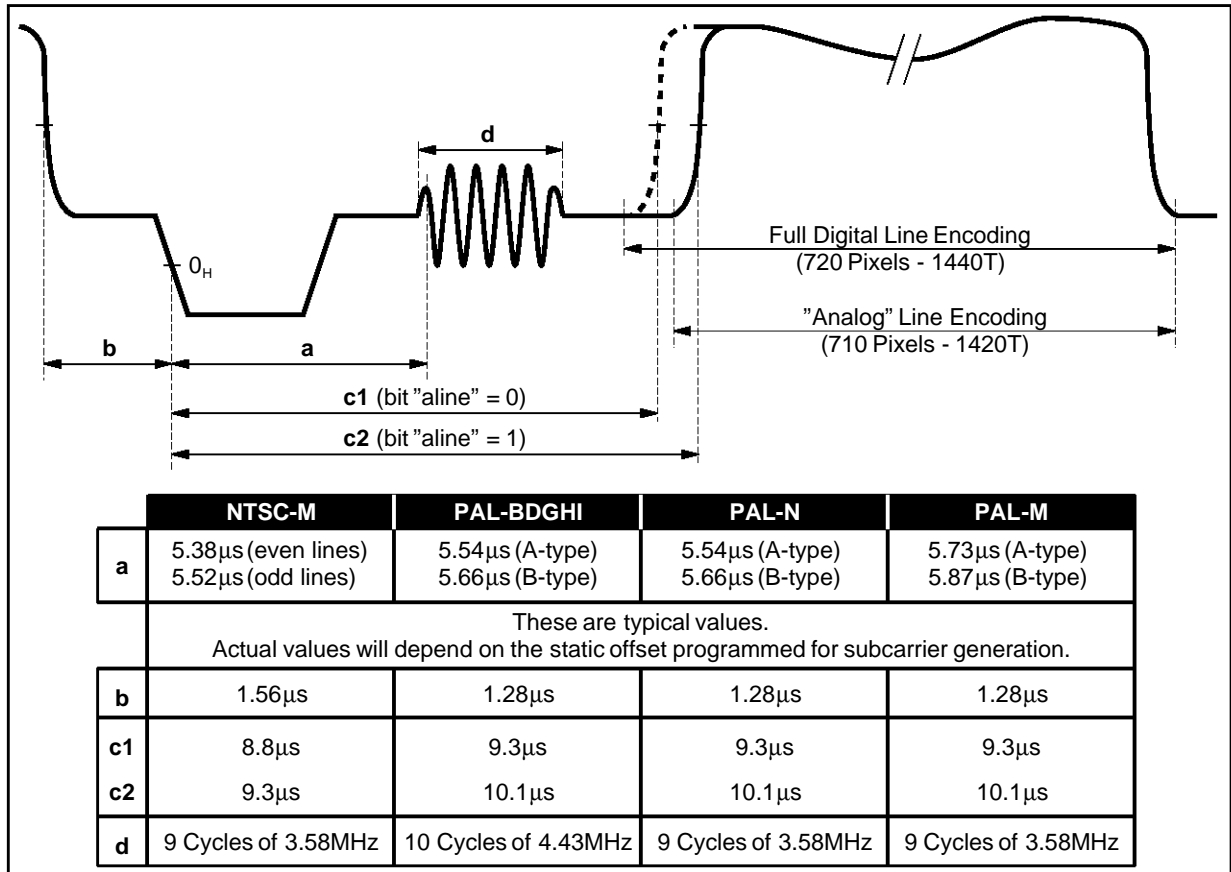 d
0H
Full Digital Line Encoding
(720 Pixels - 1440T)
”Analog” Line Encoding
(710 Pixels - 1420T)
b
a
c1 (bit ”aline” = 0)
c2 (bit ”aline” = 1)
NTSC-M PAL-BDGHI PAL-N PAL-M
a
5.38μs (even lines) 5.54μs (A-type) 5.54μs (A-type) 5.73μs (A-type)
5.52μs (odd lines) 5.66μs (B-type) 5.66μs (B-type) 5.87μs (B-type)
These are typical values.
Actual values will depend on the static offset programmed for subcarrier generation.
b 1.56μs 1.28μs 1.28μs 1.28μs
c1 8.8μs 9.3μs 9.3μs 9.3μs
c2 9.3μs 10.1μs 10.1μs 10.1μs
d 9 Cycles of 3.58MHz 10 Cycles of 4.43MHz 9 Cycles of 3.58MHz 9 Cycles of 3.58MHz